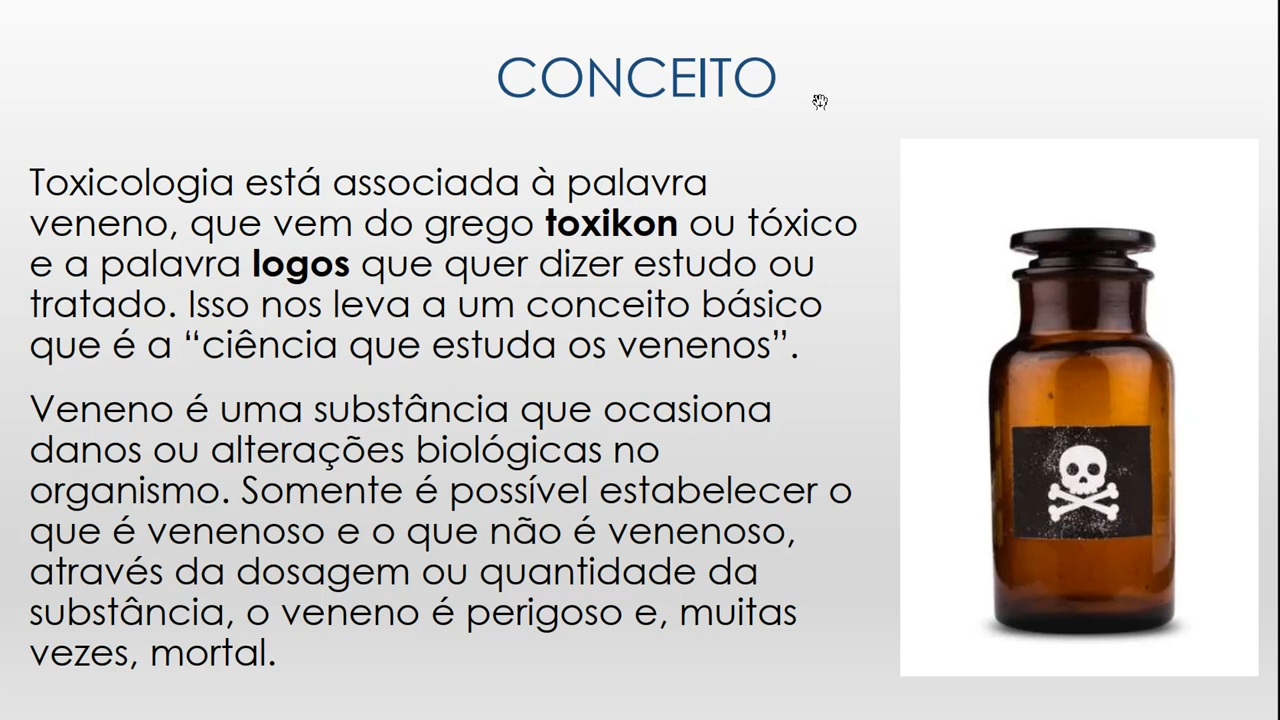 CONCEITO
Toxicologia está associada à palavra
veneno, que vem do grego toxikon ou tóxico
e a palavra logos que quer dizer estudo ou
tratado. Isso nos leva a um conceito básico
que é a “ciência que estuda os venenos”.
Veneno é uma substância que ocasiona
danos ou alterações biológicas no
organismo. Somente é possível estabelecer o
que é venenoso e o que não é venenoso,
através da dosagem ou quantidade da
substância, o veneno é perigoso e, muitas
vezes, mortal.